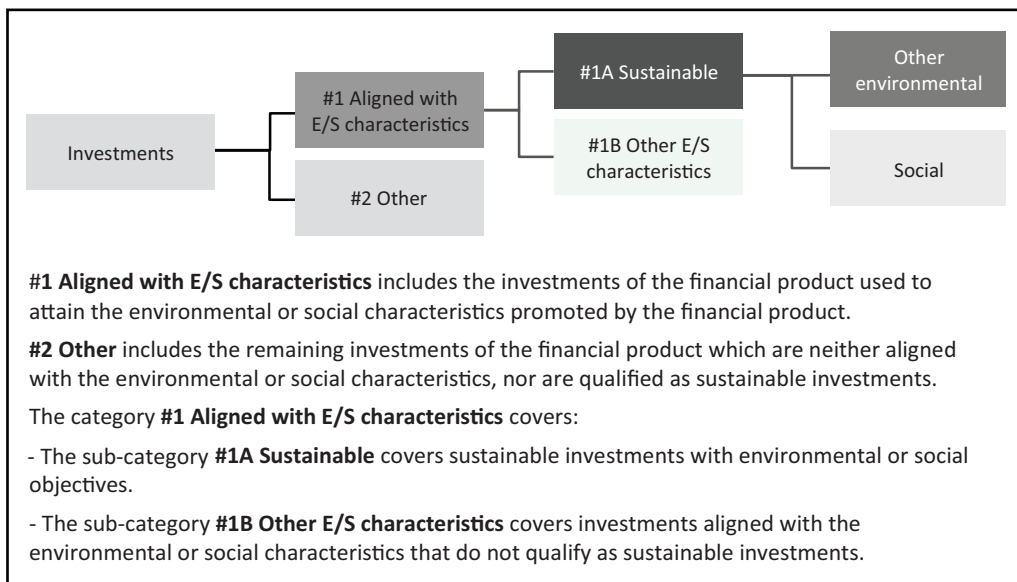 Investments
#1 Aligned with
E/S characteristics
#2 Other
#1A Sustainable
#1B Other E/S
characteristics
Other
environmental
Social
#1 Aligned with E/S characteristics includes the investments of the financial product used to
attain the environmental or social characteristics promoted by the financial product.
#2 Other includes the remaining investments of the financial product which are neither aligned
with the environmental or social characteristics, nor are qualified as sustainable investments.
The category #1 Aligned with E/S characteristics covers:
- The sub-category #1A Sustainable covers sustainable investments with environmental or social
objectives.
- The sub-category #1B Other E/S characteristics covers investments aligned with the
environmental or social characteristics that do not qualify as sustainable investments.